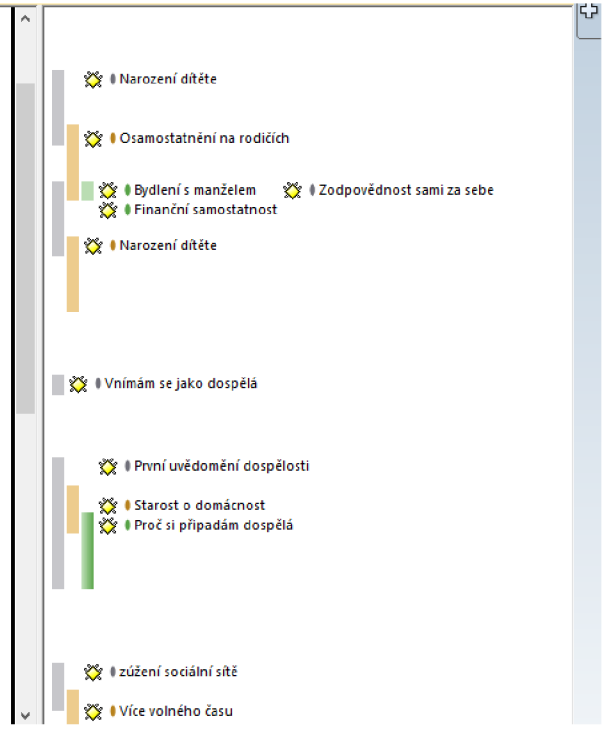 Narození dítěte
Osamostatnění na rodičích
Bydlení s manželem Zodpovědnost sami za sebe
Finanční samostatnost
Narození dítěte
Vnímám se jako dospělá
První uvědomění dospělosti
Starost o domácnost
Proč si připadám dospělá
zúžení sociální sítě
Více volného času